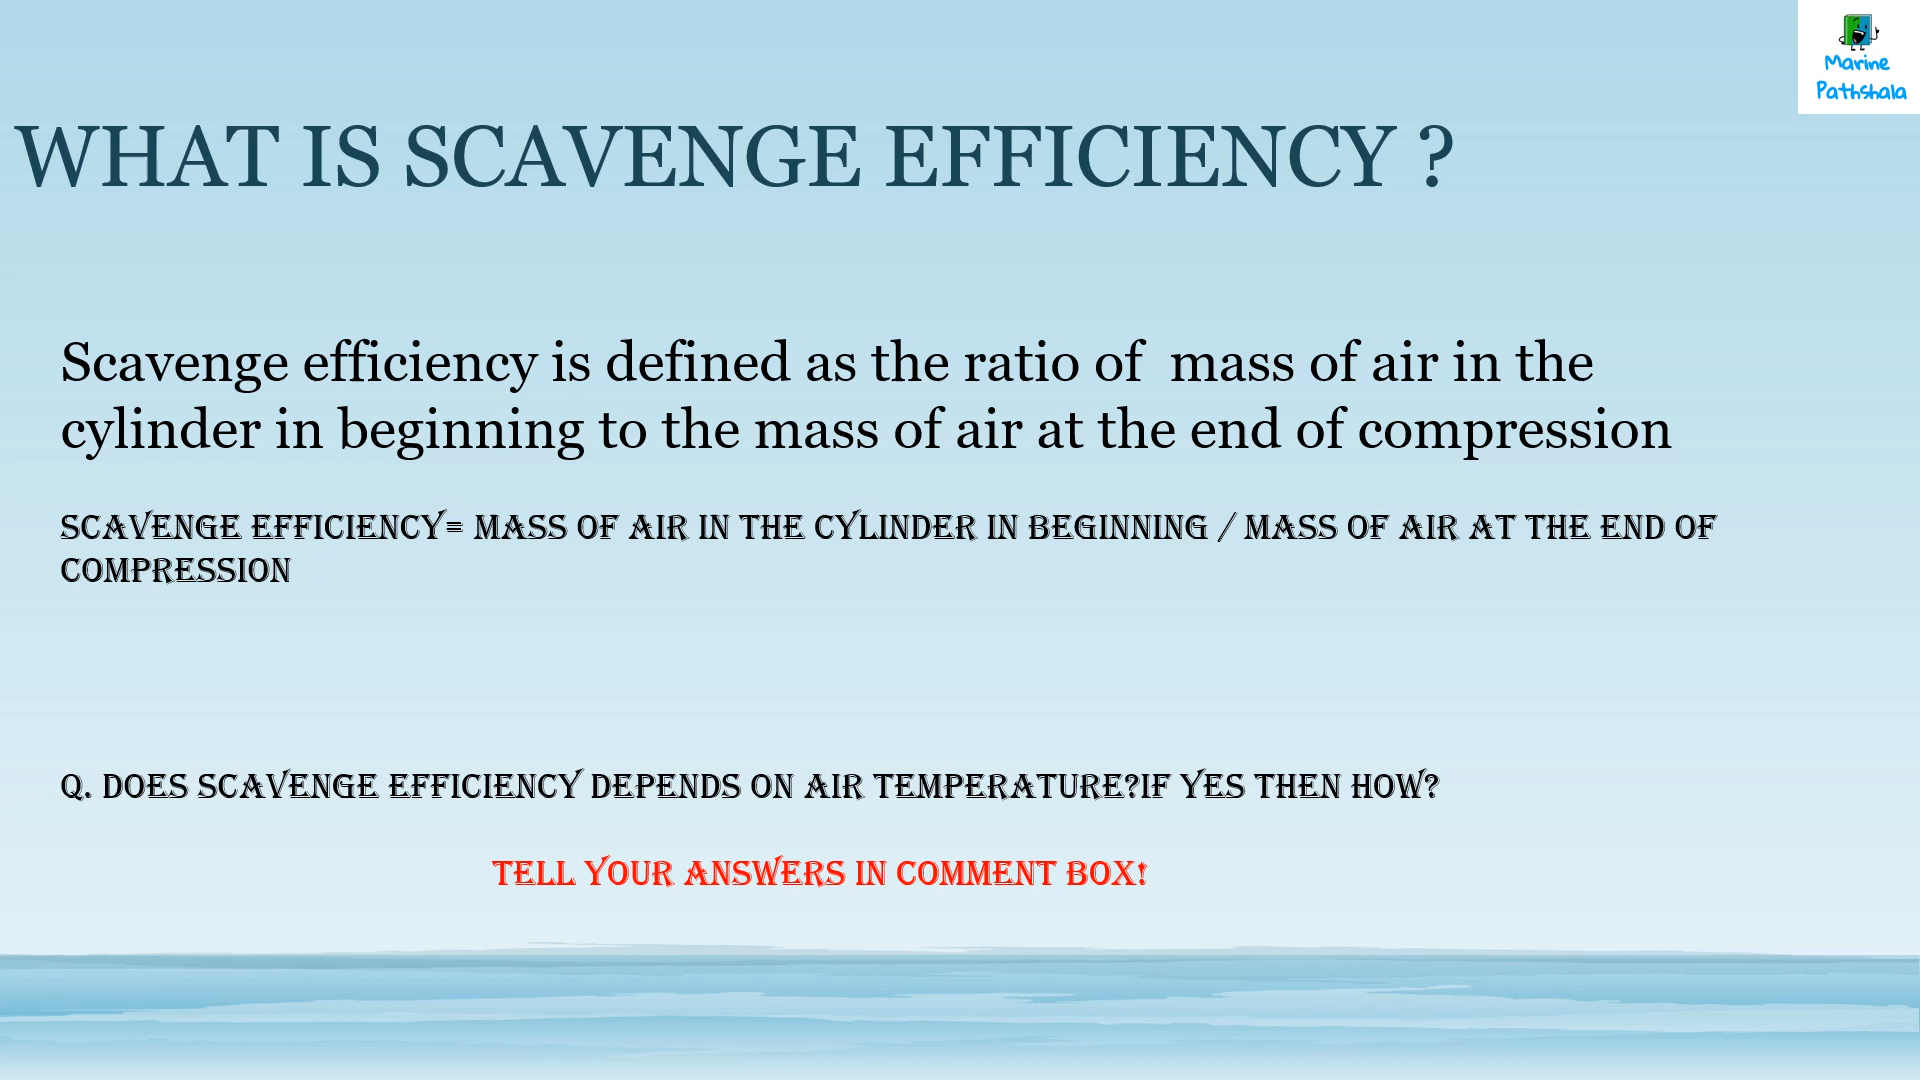 Marine
Pathshala
WHAT IS SCAVENGE EFFICIENCY ?
Scavenge efficiency is defined as the ratio of  mass of air in the
cylinder in beginning to the mass of air at the end of compression
SCAVENGE EFFICIENCY= MASS OF AIR IN THE CYLINDER IN BEGINNING / MASS OF AIR AT THE END OF
COMPRESSION
Q. DOES SCAVENGE EFFICIENCY DEPENDS ON AIR TEMPERATURE?IF YES THEN HOW?
TELL YOUR ANSWERS IN COMMENT BOX!